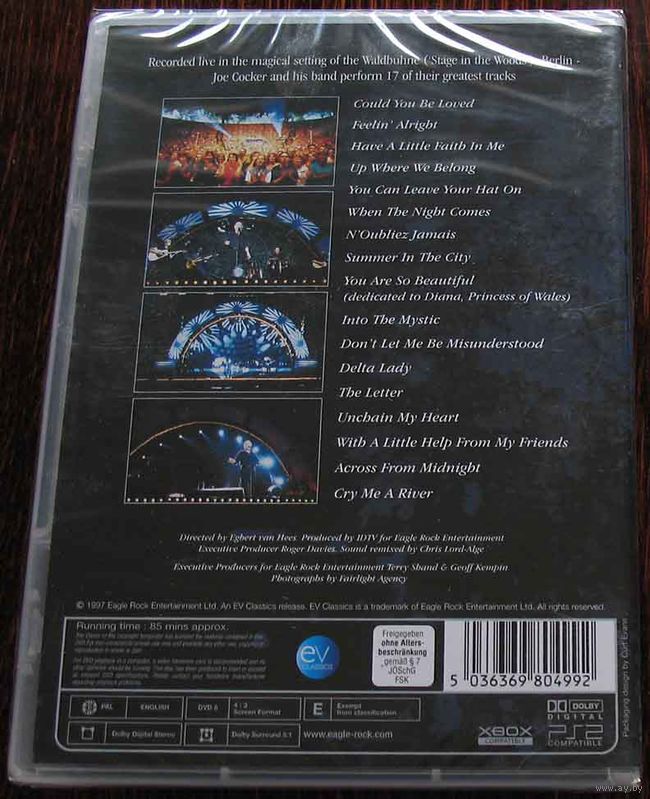 Recorded live in the magical setting of the Waldbuhne ('Stage in the Woods'), Berlin -
Joe Cocker and his band perform 17 of their greatest tracks
Could You Be Loved
Feelin' Alright
Have A Little Faith In Me
Up Where We Belong
You Can Leave Your Hat On
When The Night Comes
N'Oubliez Jamais
Summer In The City
You Are So Beautiful
(dedicated to Diana, Princess of Wales)
Into The Mystic
Don't Let Me Be Misunderstood
Delta Lady
The Letter
Unchain My Heart
With A Little Help From My Friends
Across From Midnight
Cry Me A River
Directed by Egbert van Hees. Produced by IDTV for Eagle Rock Entertainment
Executive Producer Roger Davies. Sound remixed by Chris Lord-Alge
Executive Producers for Eagle Rock Entertainment Terry Shand & Geoff Kempin
Photographs by Fairlight Agency
© 1997 Eagle Rock Entertainment Ltd. An EV Classics release. EV Classics is a trademark of Eagle Rock Entertainment Ltd. All rights reserved.
Running time : 85 mins approx.
ev
CLASSICS
Freigegeben
ohne Alters-
beschränkung
gemäß § 7
JÖSchG
FSK
5 036369 804992
PAL
ENGLISH
DVD 5
4 : 3
Screen Format
E
Exempt
from classification
Dolby Digital Stereo
Dolby Surround 5.1
www.eagle-rock.com
XBOX
COMPATIBLE
DOLBY
DIGITAL
PS2
COMPATIBLE
Packaging design by Curt Evans
www.ay.by